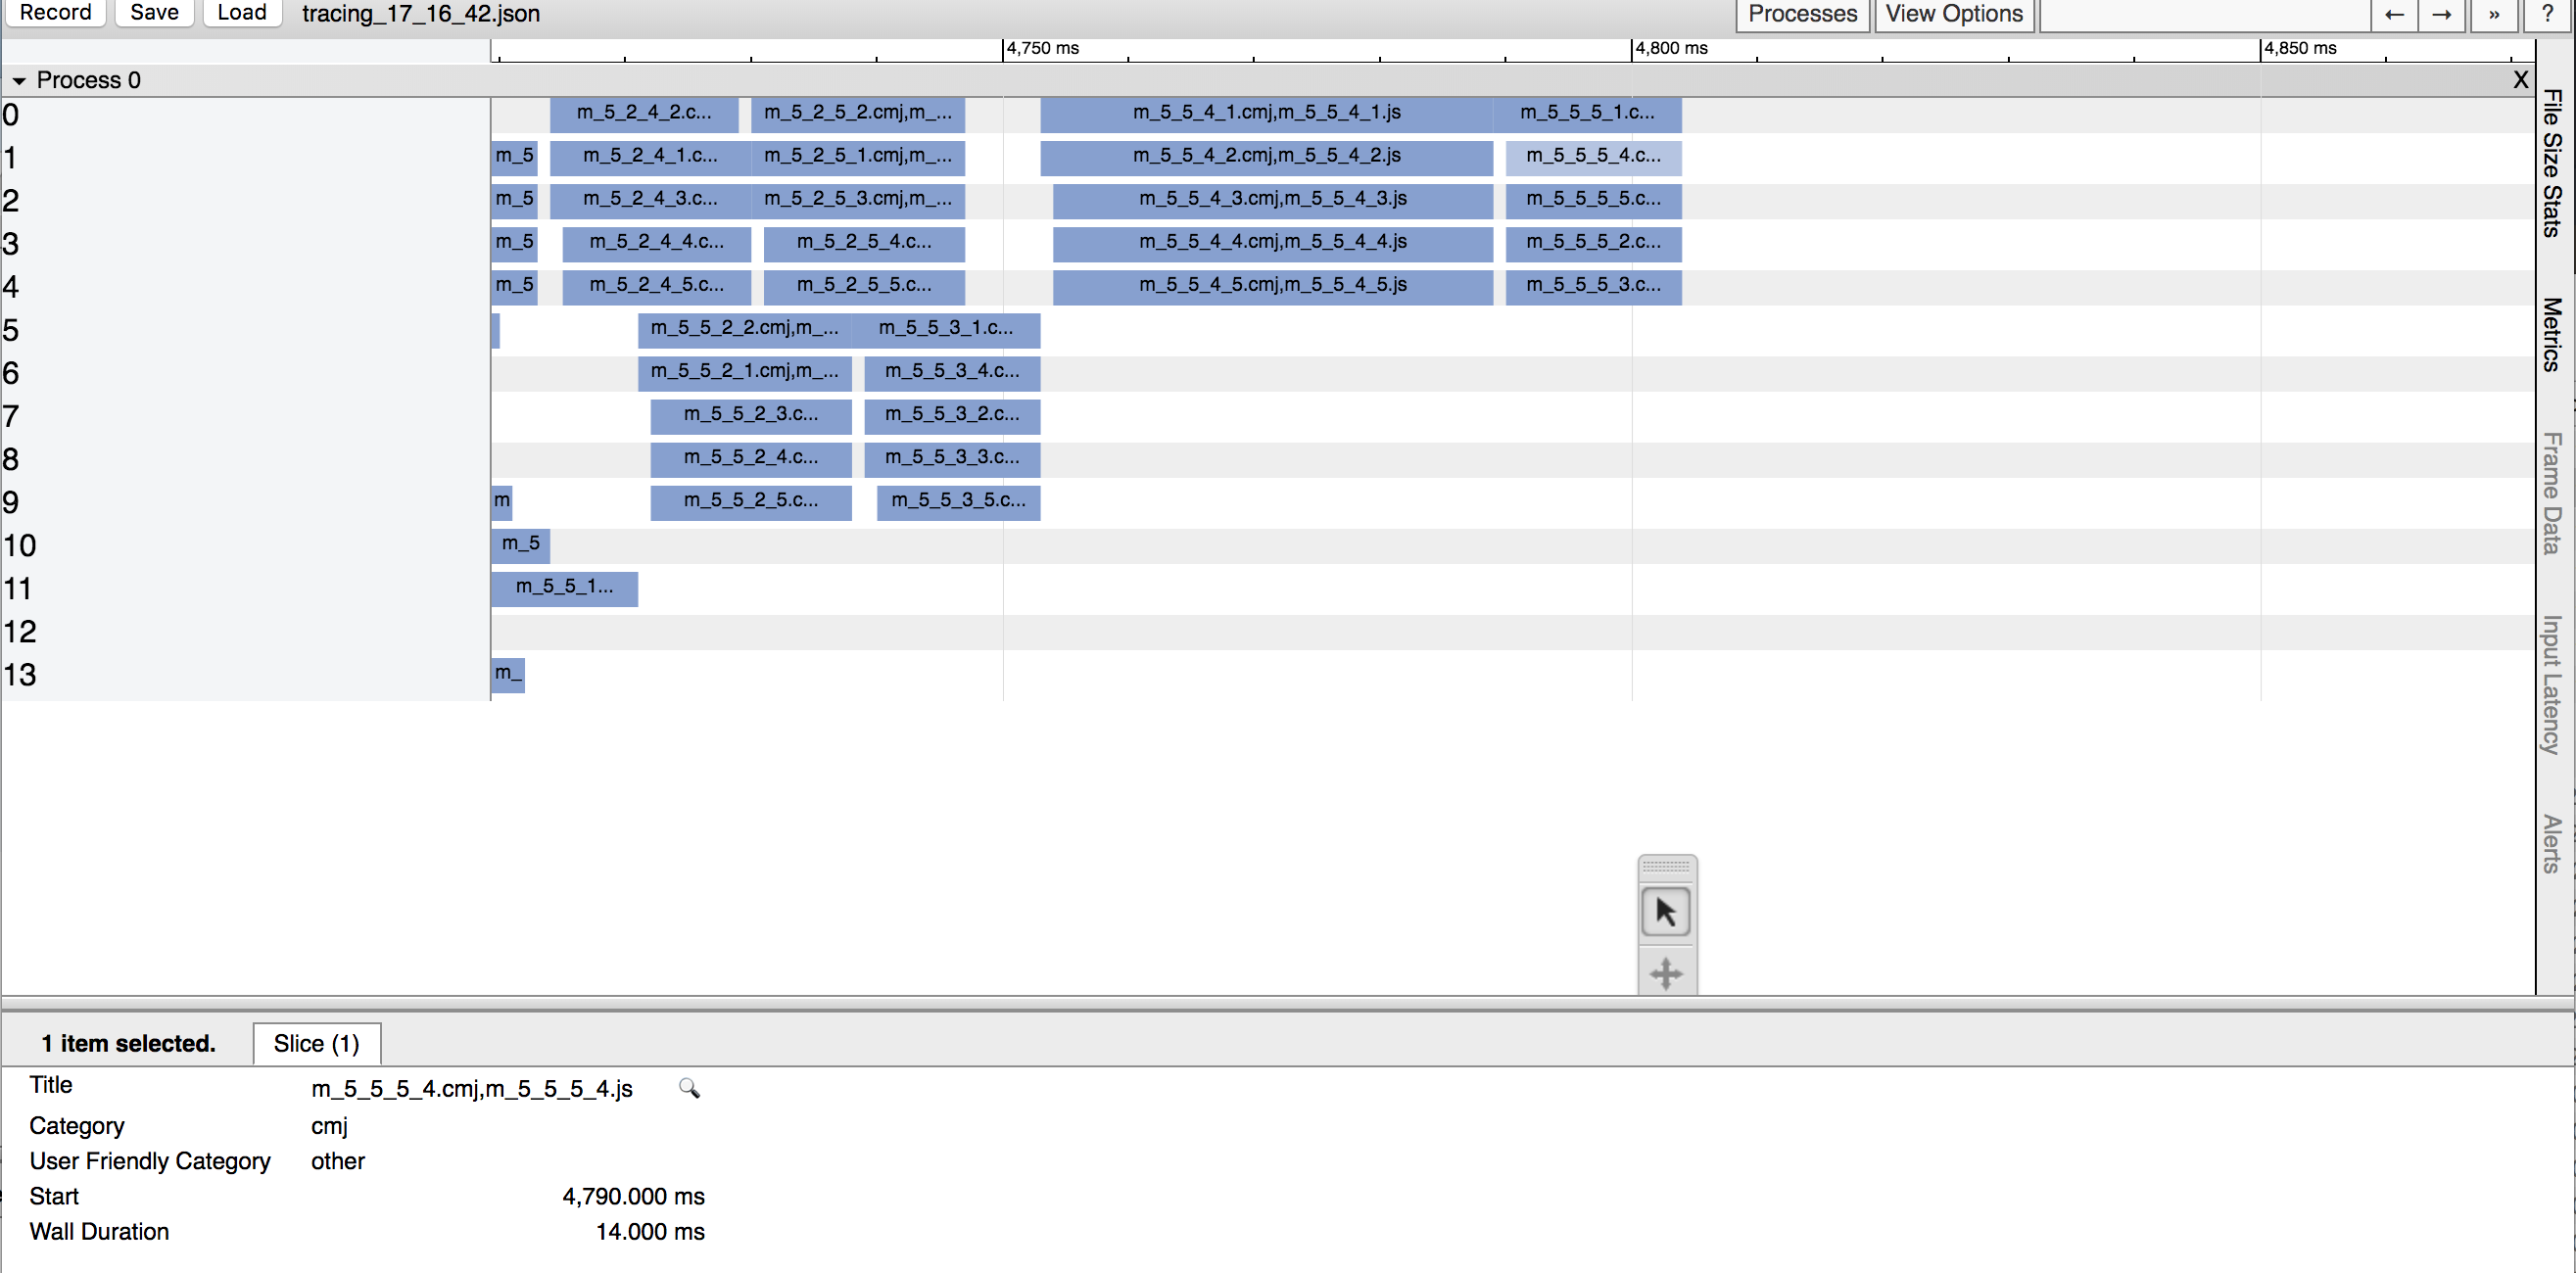 Record Save Load tracing_17_16_42.json Processes View Options ← → » ?
4,750 ms 4,800 ms 4,850 ms
Process 0 X
0 m_5_2_4_2.c... m_5_2_5_2.cmj,m_... m_5_5_4_1.cmj,m_5_5_4_1.js m_5_5_5_1.c...
1 m_5 m_5_2_4_1.c... m_5_2_5_1.cmj,m_... m_5_5_4_2.cmj,m_5_5_4_2.js m_5_5_5_4.c...
2 m_5 m_5_2_4_3.c... m_5_2_5_3.cmj,m_... m_5_5_4_3.cmj,m_5_5_4_3.js m_5_5_5_5.c...
3 m_5 m_5_2_4_4.c... m_5_2_5_4.c... m_5_5_4_4.cmj,m_5_5_4_4.js m_5_5_5_2.c...
4 m_5 m_5_2_4_5.c... m_5_2_5_5.c... m_5_5_4_5.cmj,m_5_5_4_5.js m_5_5_5_3.c...
5 m_5_5_2_2.cmj,m_... m_5_5_3_1.c...
6 m_5_5_2_1.cmj,m_... m_5_5_3_4.c...
7 m_5_5_2_3.c... m_5_5_3_2.c...
8 m_5_5_2_4.c... m_5_5_3_3.c...
9 m m_5_5_2_5.c... m_5_5_3_5.c...
10 m_5
11 m_5_5_1...
12
13 m_
File Size Stats
Metrics
Frame Data
Input Latency
Alerts
1 item selected. Slice (1)
Title m_5_5_5_4.cmj,m_5_5_5_4.js
Category cmj
User Friendly Category other
Start 4,790.000 ms
Wall Duration 14.000 ms